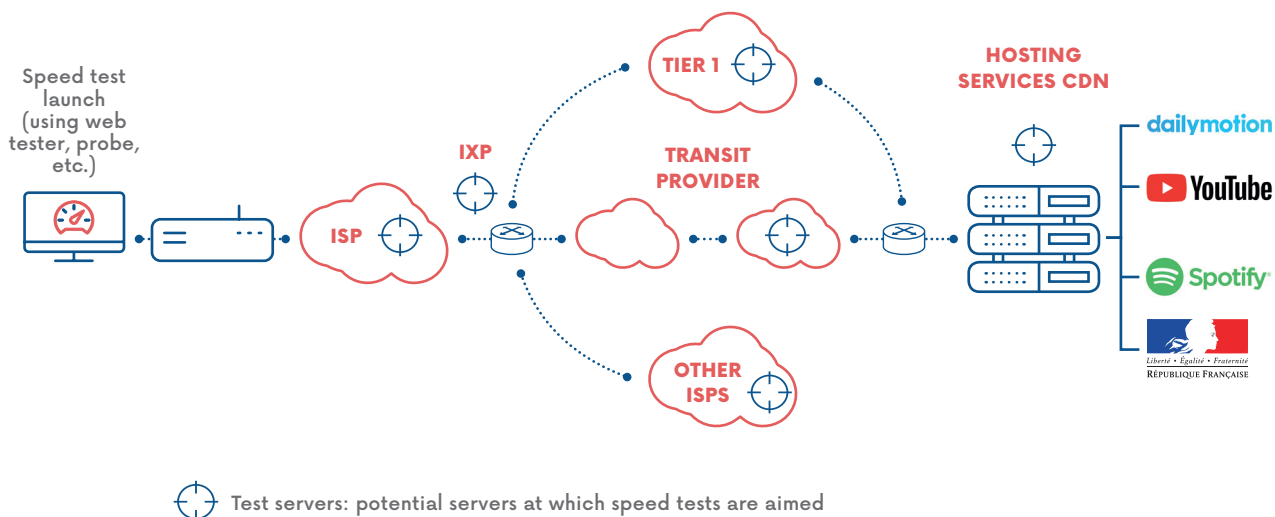 Speed test
launch
(using web
tester, probe,
etc.)
ISP
IXP
TIER 1
TRANSIT
PROVIDER
OTHER
ISPS
HOSTING
SERVICES CDN
dailymotion
YouTube
Spotify®
Liberté • Égalité • Fraternité
RÉPUBLIQUE FRANÇAISE
Test servers: potential servers at which speed tests are aimed